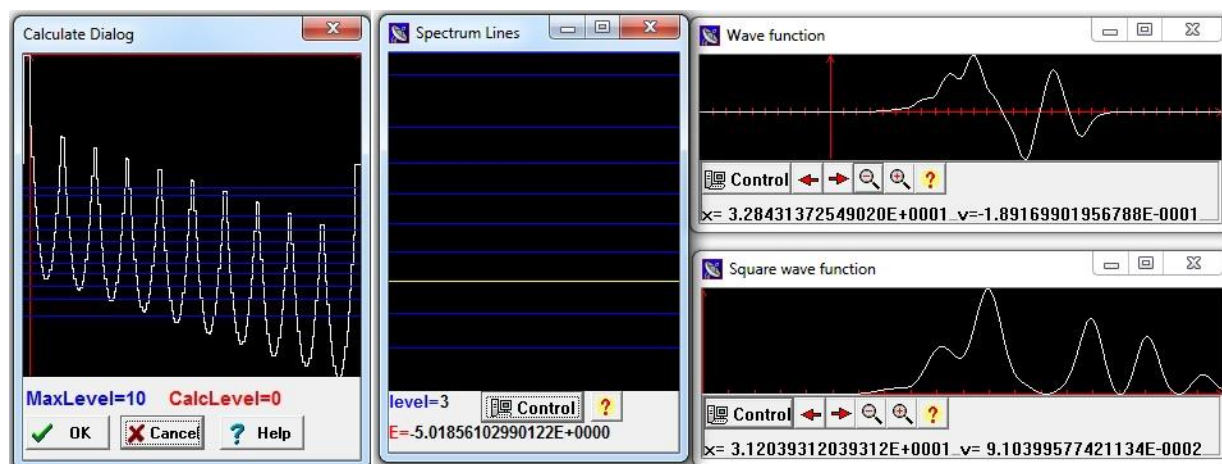 Calculate Dialog
MaxLevel=10 CalcLevel=0
OK Cancel ? Help
Spectrum Lines
level=3 Control ?
E=-5.01856102990122E+0000
Wave function
Control ?
x= 3.28431372549020E+0001 v=-1.89169901956788E-0001
Square wave function
Control ?
x= 3.12039312039312E+0001 v= 9.10399577421134E-0002